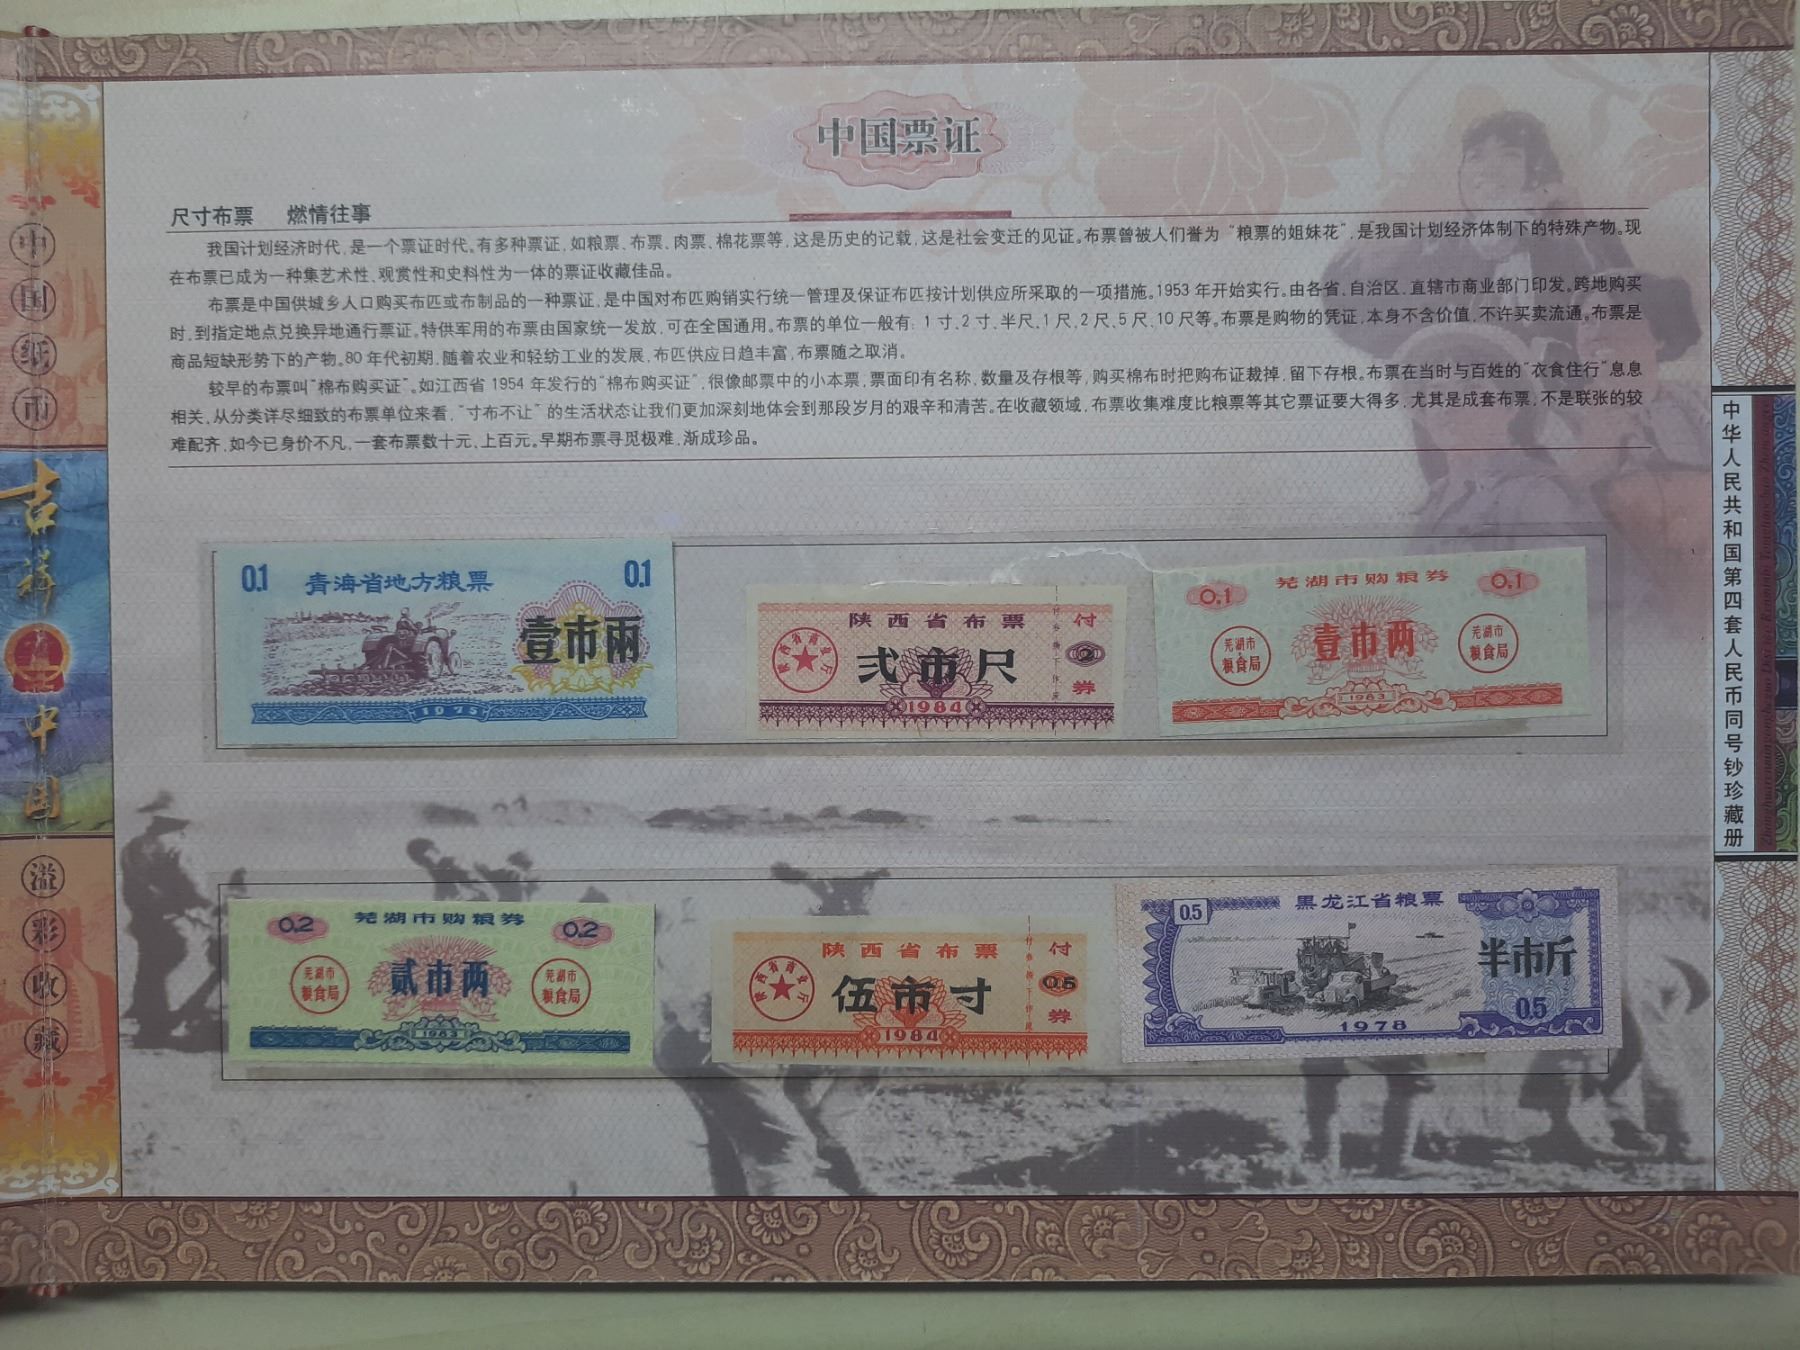 中国票证
尺寸布票 燃情往事
我国计划经济时代,是一个票证时代。有多种票证,如粮票、布票、肉票、棉花票等,这是历史的记载,这是社会变迁的见证。布票曾被人们誉为“粮票的姐妹花”,是我国计划经济体制下的特殊产物。现
在布票已成为一种集艺术性、观赏性和史料性为一体的票证收藏佳品。
布票是中国供城乡人口购买布匹或布制品的一种票证,是中国对布匹购销实行统一管理及保证布匹按计划供应所采取的一项措施。1953年开始实行。由各省、自治区、直辖市商业部门印发。跨地购买
时,到指定地点兑换异地通行票证。特供军用的布票由国家统一发放,可在全国通用。布票的单位一般有:1寸、2寸、半尺、1尺、2尺、5尺、10尺等。布票是购物的凭证,本身不含价值,不许买卖流通。布票是
商品短缺形势下的产物。80年代初期,随着农业和轻纺工业的发展,布匹供应日趋丰富,布票随之取消。
较早的布票叫“棉布购买证”。如江西省1954年发行的“棉布购买证”,很像邮票中的小本票,票面印有名称、数量及存根等,购买棉布时把购布证裁掉,留下存根。布票在当时与百姓的“衣食住行”息息
相关,从分类详尽细致的布票单位来看,“寸布不让”的生活状态让我们更加深刻地体会到那段岁月的艰辛和清苦。在收藏领域,布票收集难度比粮票等其它票证要大得多,尤其是成套布票,不是联张的较
难配齐,如今已身价不凡,一套布票数十元、上百元。早期布票寻觅极难,渐成珍品。
中国纸币
吉祥中国
溢彩收藏
0.1
青海省地方粮票
0.1
壹市兩
1975
陕西省布票
陕西省商业厅
弍市尺
1984
付
2
券
芜湖市购粮券
0.1
0.1
芜湖市
粮食局
壹市两
芜湖市
粮食局
1983
芜湖市购粮券
0.2
0.2
芜湖市
粮食局
贰市两
芜湖市
粮食局
1983
陕西省布票
陕西省商业厅
伍市寸
1984
付
0.5
券
0.5
黑龙江省粮票
半市斤
0.5
1978
中华人民共和国第四套人民币同号钞珍藏册